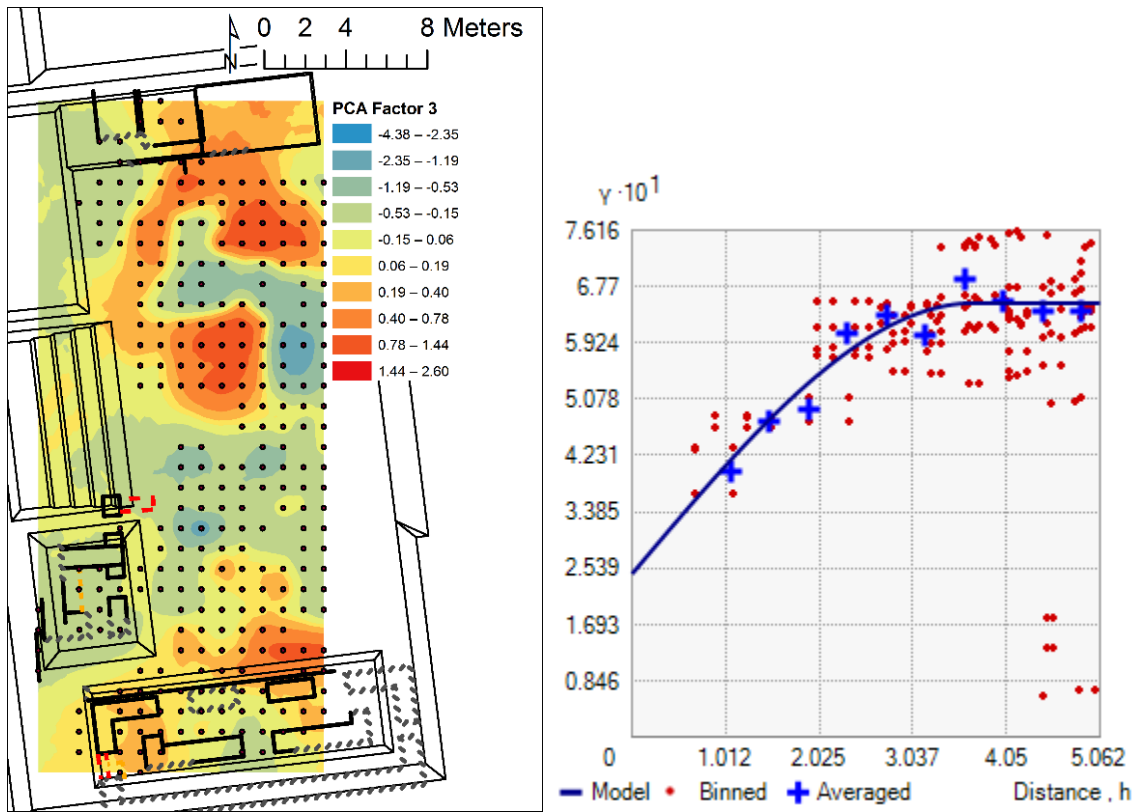 0 2 4 8 Meters
N
PCA Factor 3
-4.38 – -2.35
-2.35 – -1.19
-1.19 – -0.53
-0.53 – -0.15
-0.15 – 0.06
0.06 – 0.19
0.19 – 0.40
0.40 – 0.78
0.78 – 1.44
1.44 – 2.60
γ ·10¹
7.616
6.77
5.924
5.078
4.231
3.385
2.539
1.693
0.846
0 1.012 2.025 3.037 4.05 5.062
Model Binned Averaged Distance , h